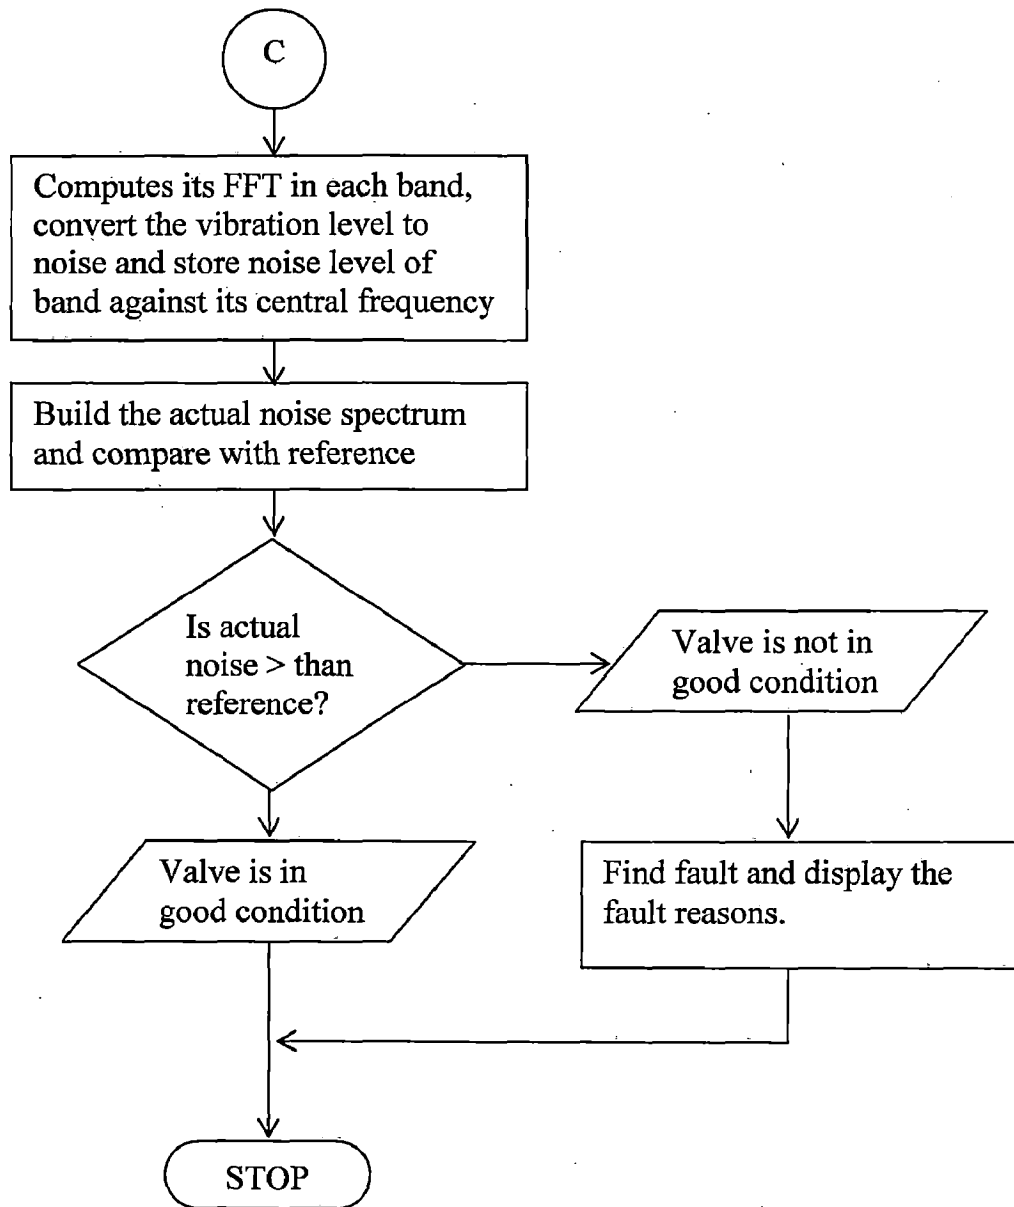 C
Computes its FFT in each band,
convert the vibration level to
noise and store noise level of
band against its central frequency
Build the actual noise spectrum
and compare with reference
Is actual
noise > than
reference?
Valve is not in
good condition
Valve is in
good condition
Find fault and display the
fault reasons.
STOP